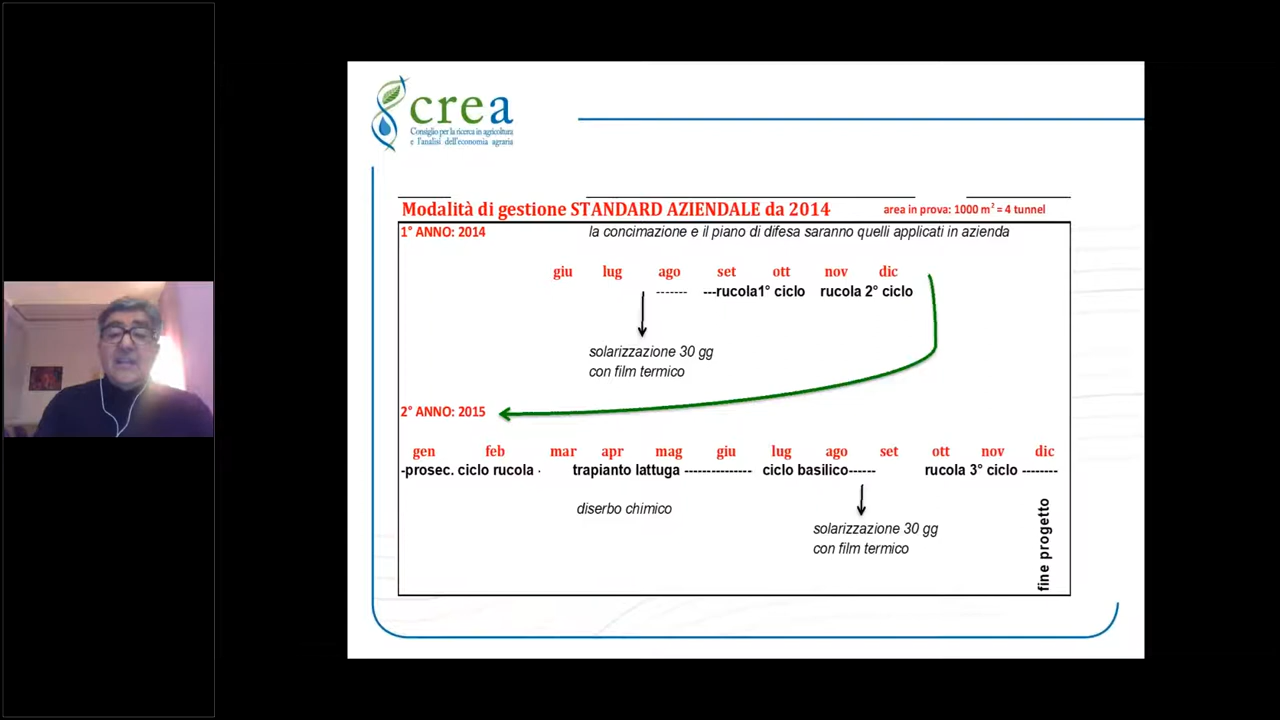 crea
Consiglio per la ricerca in agricoltura
e l'analisi dell'economia agraria
Modalità di gestione STANDARD AZIENDALE da 2014 area in prova: 1000 m² = 4 tunnel
1° ANNO: 2014 la concimazione e il piano di difesa saranno quelli applicati in azienda
giu lug ago set ott nov dic
------- ---rucola1° ciclo rucola 2° ciclo
solarizzazione 30 gg
con film termico
2° ANNO: 2015
gen feb mar apr mag giu lug ago set ott nov dic
-prosec. ciclo rucola - trapianto lattuga --------------- ciclo basilico------ rucola 3° ciclo --------
diserbo chimico
solarizzazione 30 gg
con film termico
fine progetto